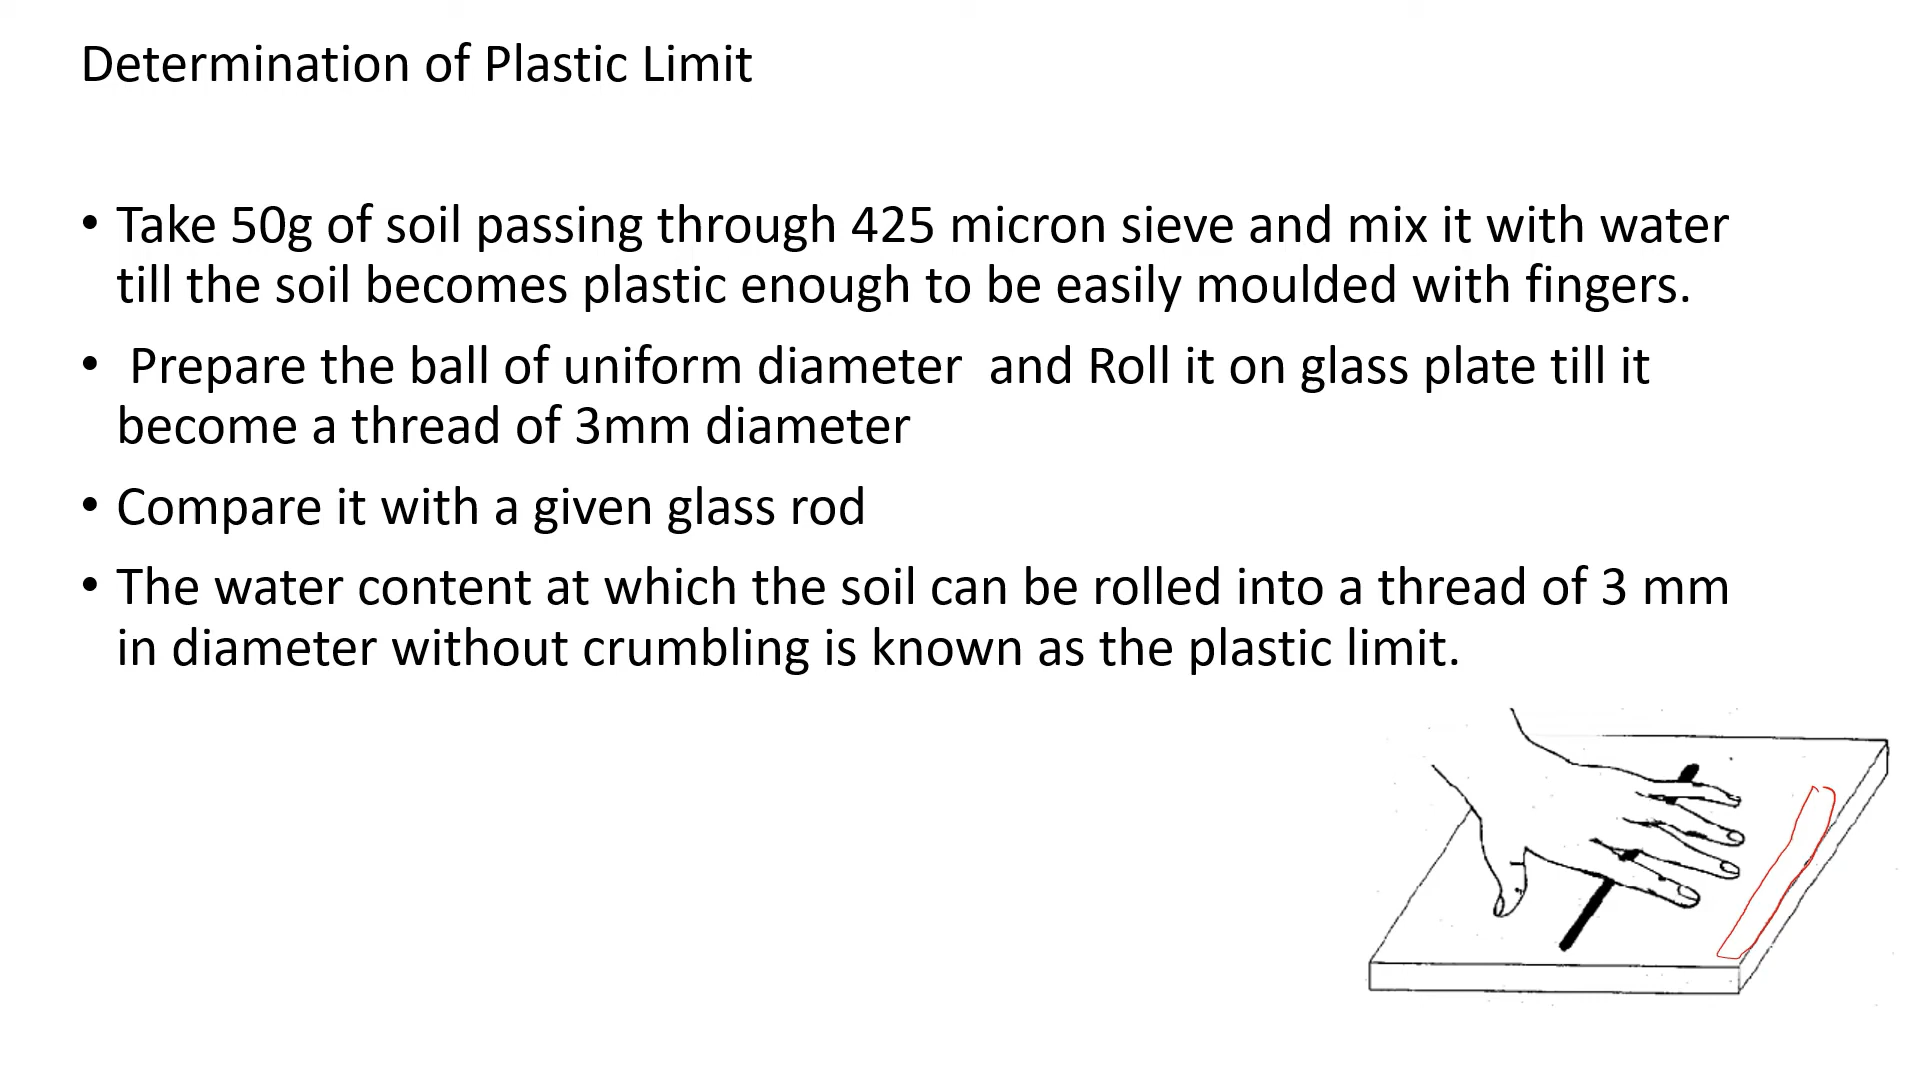 Determination of Plastic Limit
• Take 50g of soil passing through 425 micron sieve and mix it with water
till the soil becomes plastic enough to be easily moulded with fingers.
• Prepare the ball of uniform diameter  and Roll it on glass plate till it
become a thread of 3mm diameter
• Compare it with a given glass rod
• The water content at which the soil can be rolled into a thread of 3 mm
in diameter without crumbling is known as the plastic limit.